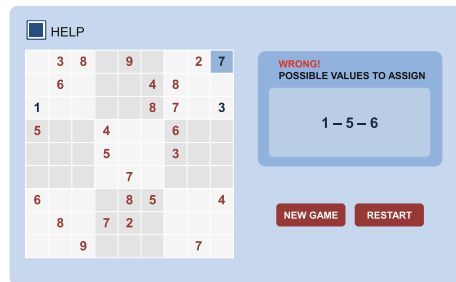 HELP
3 8 9 2 7
6 4 8
1 8 7 3
5 4 6
5 3
7
6 8 5 4
8 7 2
9 7
WRONG!
POSSIBLE VALUES TO ASSIGN
1 – 5 – 6
NEW GAME
RESTART